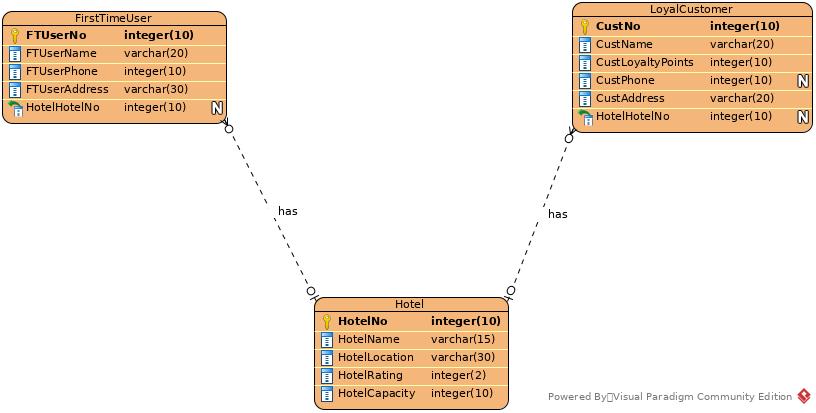 FirstTimeUser
FTUserNo integer(10)
FTUserName varchar(20)
FTUserPhone integer(10)
FTUserAddress varchar(30)
HotelHotelNo integer(10) N
LoyalCustomer
CustNo integer(10)
CustName varchar(20)
CustLoyaltyPoints integer(10)
CustPhone integer(10) N
CustAddress varchar(20)
HotelHotelNo integer(10) N
has
has
Hotel
HotelNo integer(10)
HotelName varchar(15)
HotelLocation varchar(30)
HotelRating integer(2)
HotelCapacity integer(10)
Powered By Visual Paradigm Community Edition